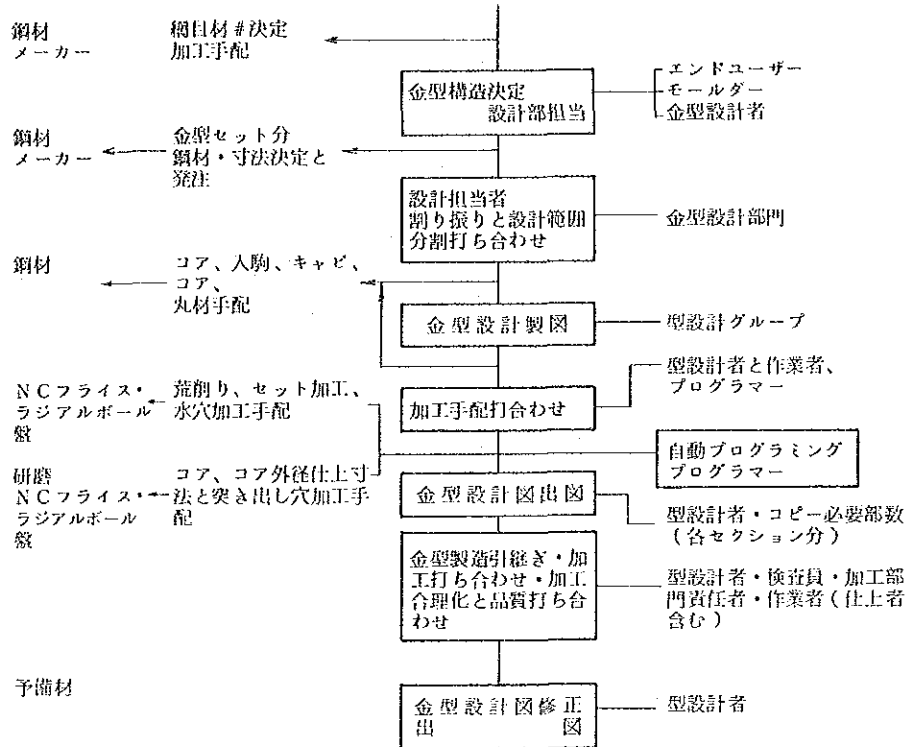 鋼材
メーカー
網目材#決定
加工手配
金型構造決定
設計部担当
エンドユーザー
モールダー
金型設計者
鋼材
メーカー
金型セット分
鋼材・寸法決定と
発注
設計担当者
割り振りと設計範囲
分割打ち合わせ
金型設計部門
鋼材
コア、入駒、キャビ、
コア、
丸材手配
金型設計製図
型設計グループ
型設計者と作業者、
プログラマー
NCフライス・
ラジアルボール
盤
荒削り、セット加工、
水穴加工手配
加工手配打合わせ
自動プログラミング
プログラマー
研磨
NCフライス・
ラジアルボール
盤
コア、コア外径仕上寸
法と突き出し穴加工手
配
金型設計図出図
型設計者・コピー必要部数
(各セクション分)
金型製造引継ぎ・加
工打ち合わせ・加工
合理化と品質打ち合
わせ
型設計者・検査員・加工部
門責任者・作業者(仕上者
含む)
予備材
金型設計図修正
出図
型設計者